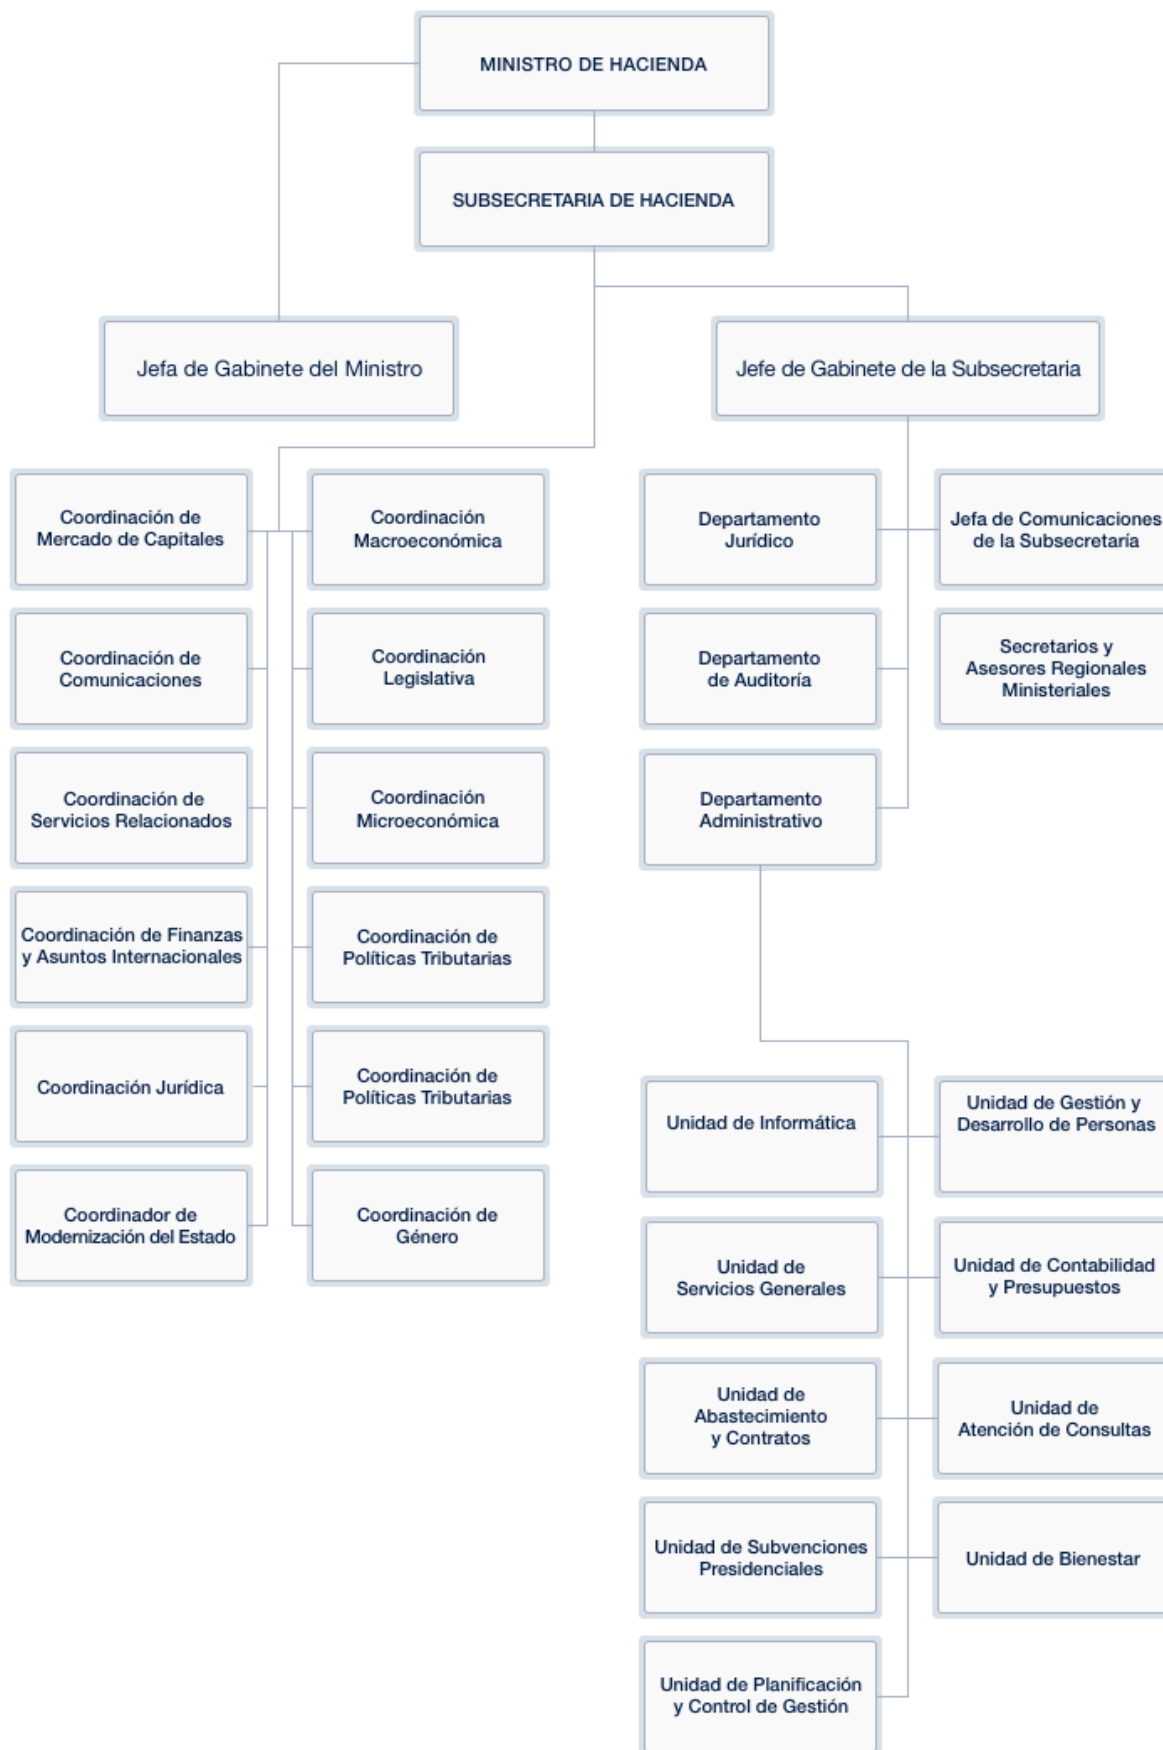 MINISTRO DE HACIENDA
SUBSECRETARIA DE HACIENDA
Jefa de Gabinete del Ministro
Jefe de Gabinete de la Subsecretaria
Coordinación de
Mercado de Capitales
Coordinación
Macroeconómica
Departamento
Jurídico
Jefa de Comunicaciones
de la Subsecretaría
Coordinación de
Comunicaciones
Coordinación
Legislativa
Departamento
de Auditoría
Secretarios y
Asesores Regionales
Ministeriales
Coordinación de
Servicios Relacionados
Coordinación
Microeconómica
Departamento
Administrativo
Coordinación de Finanzas
y Asuntos Internacionales
Coordinación de
Políticas Tributarias
Coordinación Jurídica
Coordinación de
Políticas Tributarias
Unidad de Informática
Unidad de Gestión y
Desarrollo de Personas
Coordinador de
Modernización del Estado
Coordinación de
Género
Unidad de
Servicios Generales
Unidad de Contabilidad
y Presupuestos
Unidad de
Abastecimiento
y Contratos
Unidad de
Atención de Consultas
Unidad de Subvenciones
Presidenciales
Unidad de Bienestar
Unidad de Planificación
y Control de Gestión